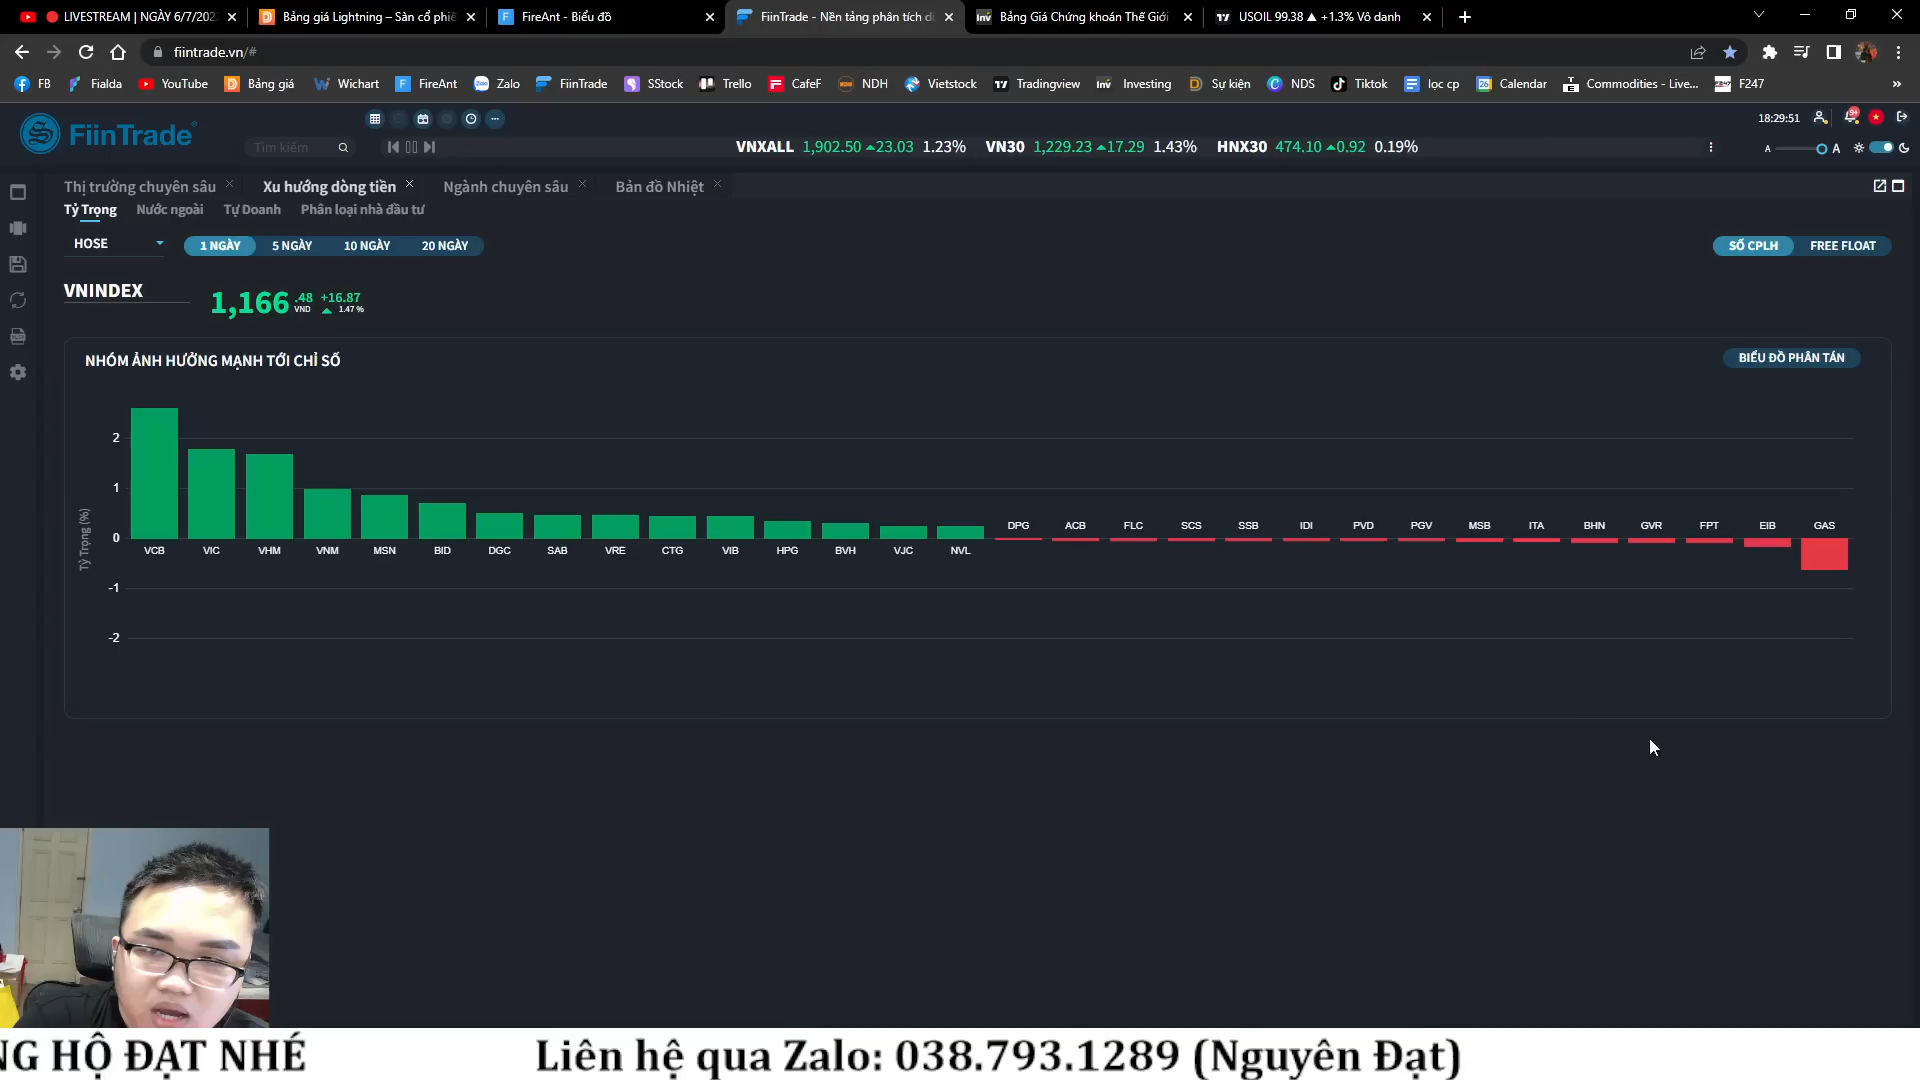 LIVESTREAM | NGÀY 6/7/202
Bảng giá Lightning – Sàn cổ phiế
FireAnt - Biểu đồ
FiinTrade - Nền tảng phân tích d
Bảng Giá Chứng khoán Thế Giới
USOIL 99.38 ▲ +1.3% Vô danh
fiintrade.vn/#
FB
Fialda
YouTube
Bảng giá
Wichart
FireAnt
Zalo
FiinTrade
SStock
Trello
CafeF
NDH
Vietstock
Tradingview
Investing
Sự kiện
NDS
Tiktok
lọc cp
Calendar
Commodities - Live...
F247
»
FiinTrade
18:29:51
9+
Tìm kiếm
VNXALL 1,902.50 ▲23.03 1.23%
VN30 1,229.23 ▲17.29 1.43%
HNX30 474.10 ▲0.92 0.19%
A A
Thị trường chuyên sâu
Xu hướng dòng tiền
Ngành chuyên sâu
Bản đồ Nhiệt
Tỷ Trọng
Nước ngoài
Tự Doanh
Phân loại nhà đầu tư
HOSE
1 NGÀY
5 NGÀY
10 NGÀY
20 NGÀY
SỐ CPLH
FREE FLOAT
VNINDEX
1,166.48 +16.87
VND ▲ 1.47 %
NHÓM ẢNH HƯỞNG MẠNH TỚI CHỈ SỐ
BIỂU ĐỒ PHÂN TÁN
Tỷ Trọng (%)
2
1
0
-1
-2
VCB VIC VHM VNM MSN BID DGC SAB VRE CTG VIB HPG BVH VJC NVL
DPG ACB FLC SCS SSB IDI PVD PGV MSB ITA BHN GVR FPT EIB GAS
NG HỘ ĐẠT NHÉ
Liên hệ qua Zalo: 038.793.1289 (Nguyên Đạt)